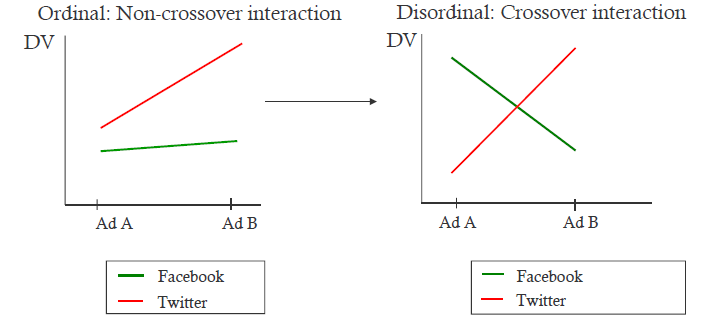 Ordinal: Non-crossover interaction
DV
Ad A
Ad B
Facebook
Twitter
Disordinal: Crossover interaction
DV
Ad A
Ad B
Facebook
Twitter